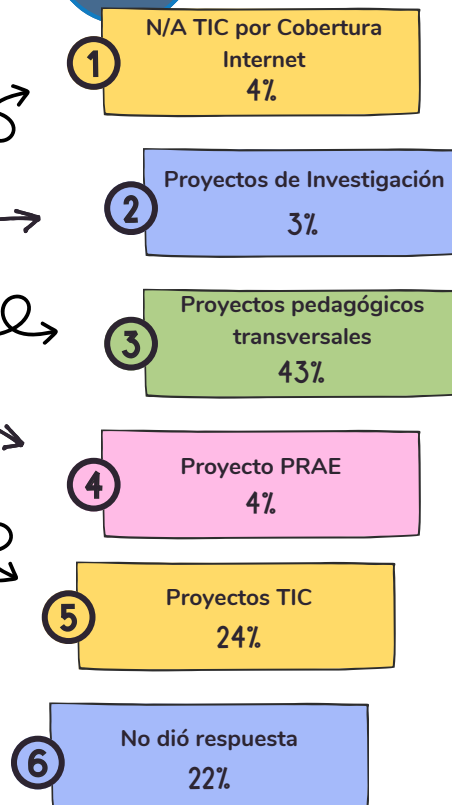 1
N/A TIC por Cobertura
Internet
4%
2
Proyectos de Investigación
3%
3
Proyectos pedagógicos
transversales
43%
4
Proyecto PRAE
4%
5
Proyectos TIC
24%
6
No dió respuesta
22%